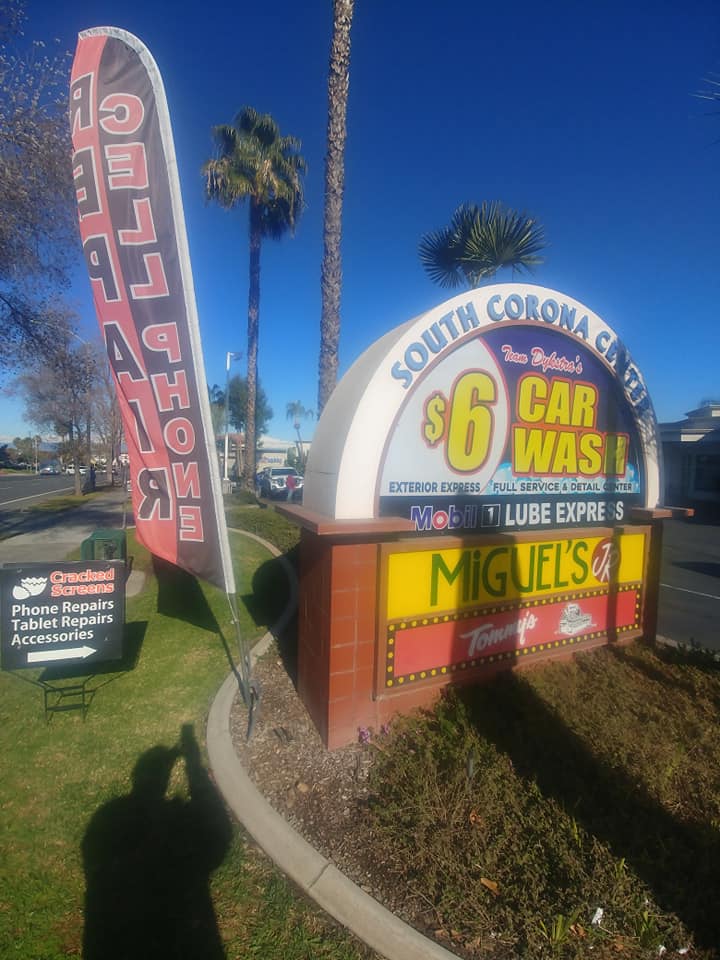 CELL PHONE
REPAIR
Cracked
Screens
Phone Repairs
Tablet Repairs
Accessories
SOUTH CORONA CENTER
Team Dykstra's
$6 CAR
WASH
EXTERIOR EXPRESS FULL SERVICE & DETAIL CENTER
Mobil 1 LUBE EXPRESS
MiGUEL'S JR
Tommy's